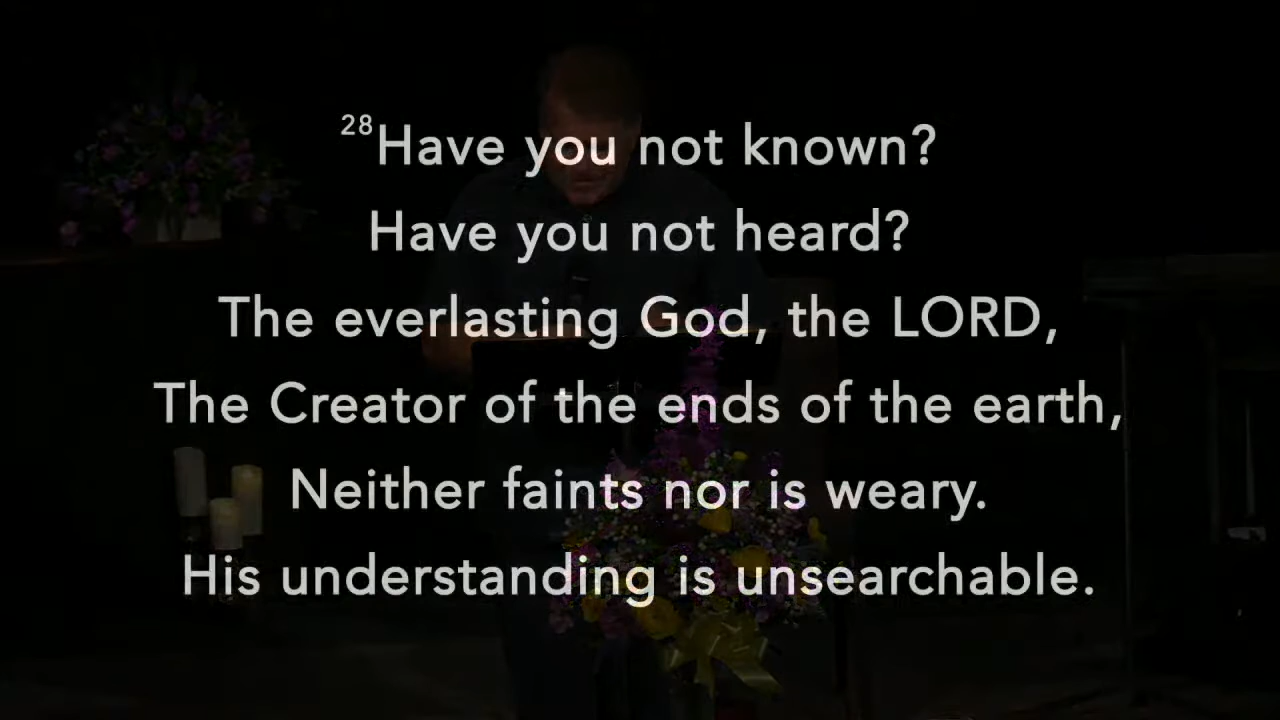 28Have you not known?
Have you not heard?
The everlasting God, the LORD,
The Creator of the ends of the earth,
Neither faints nor is weary.
His understanding is unsearchable.